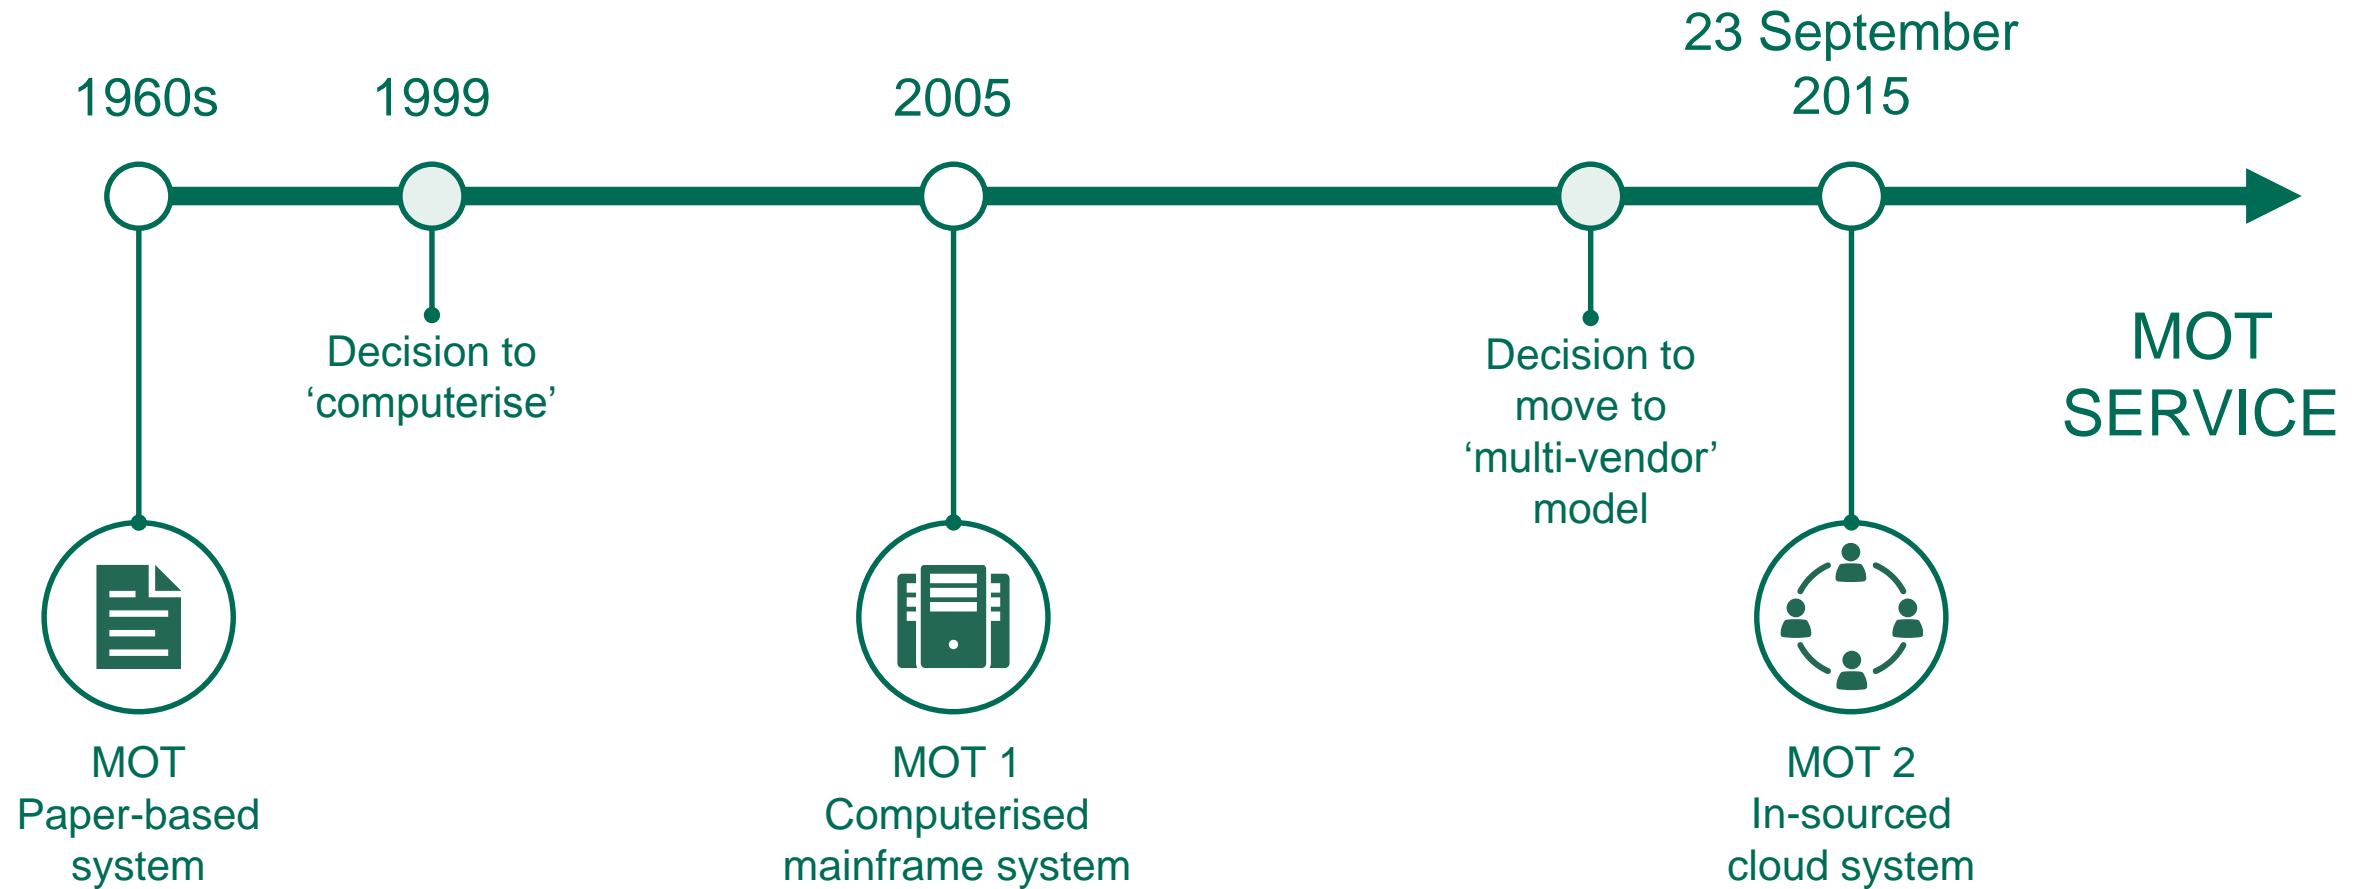 1960s
1999
2005
23 September
2015
Decision to
‘computerise’
Decision to
move to
‘multi-vendor’
model
MOT
SERVICE
MOT
Paper-based
system
MOT 1
Computerised
mainframe system
MOT 2
In-sourced
cloud system